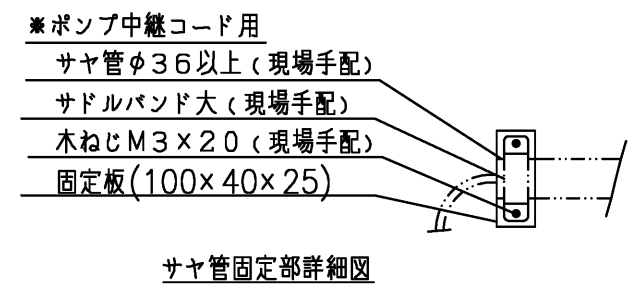 ※ポンプ中継コード用
サヤ管φ36以上(現場手配)
サドルバンド大(現場手配)
木ねじM3×20(現場手配)
固定板(100×40×25)
サヤ管固定部詳細図